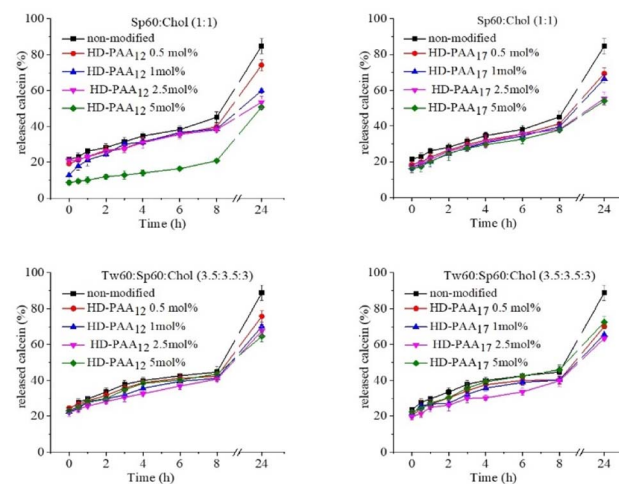 Sp60:Chol (1:1)
released calcein (%)
100
80
60
40
20
0
non-modified
HD-PAA12 0.5 mol%
HD-PAA12 1mol%
HD-PAA12 2.5mol%
HD-PAA12 5mol%
0 2 4 6 8 24
Time (h)
Sp60:Chol (1:1)
released calcein (%)
100
80
60
40
20
0
non-modified
HD-PAA17 0.5 mol%
HD-PAA17 1mol%
HD-PAA17 2.5mol%
HD-PAA17 5mol%
0 2 4 6 8 24
Time (h)
Tw60:Sp60:Chol (3.5:3.5:3)
released calcein (%)
100
80
60
40
20
0
non-modified
HD-PAA12 0.5 mol%
HD-PAA12 1mol%
HD-PAA12 2.5mol%
HD-PAA12 5mol%
0 2 4 6 8 24
Time (h)
Tw60:Sp60:Chol (3.5:3.5:3)
released calcein (%)
100
80
60
40
20
0
non-modified
HD-PAA17 0.5 mol%
HD-PAA17 1mol%
HD-PAA17 2.5mol%
HD-PAA17 5mol%
0 2 4 6 8 24
Time (h)